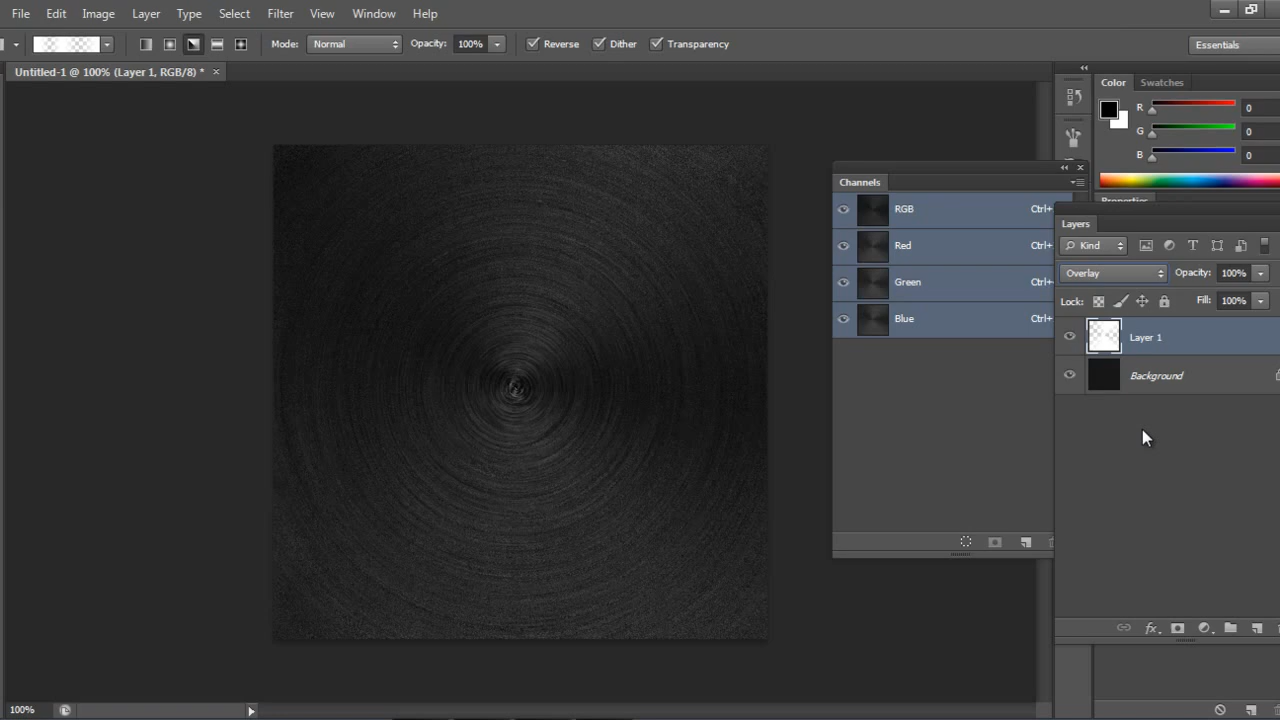 File Edit Image Layer Type Select Filter View Window Help
Mode: Normal Opacity: 100% Reverse Dither Transparency Essentials
Untitled-1 @ 100% (Layer 1, RGB/8) * ×
Color Swatches
R 0
G 0
B 0
Channels
RGB Ctrl+
Red Ctrl+
Green Ctrl+
Blue Ctrl+
Properties
Layers
Kind
Overlay Opacity: 100%
Lock: Fill: 100%
Layer 1
Background
fx
100%